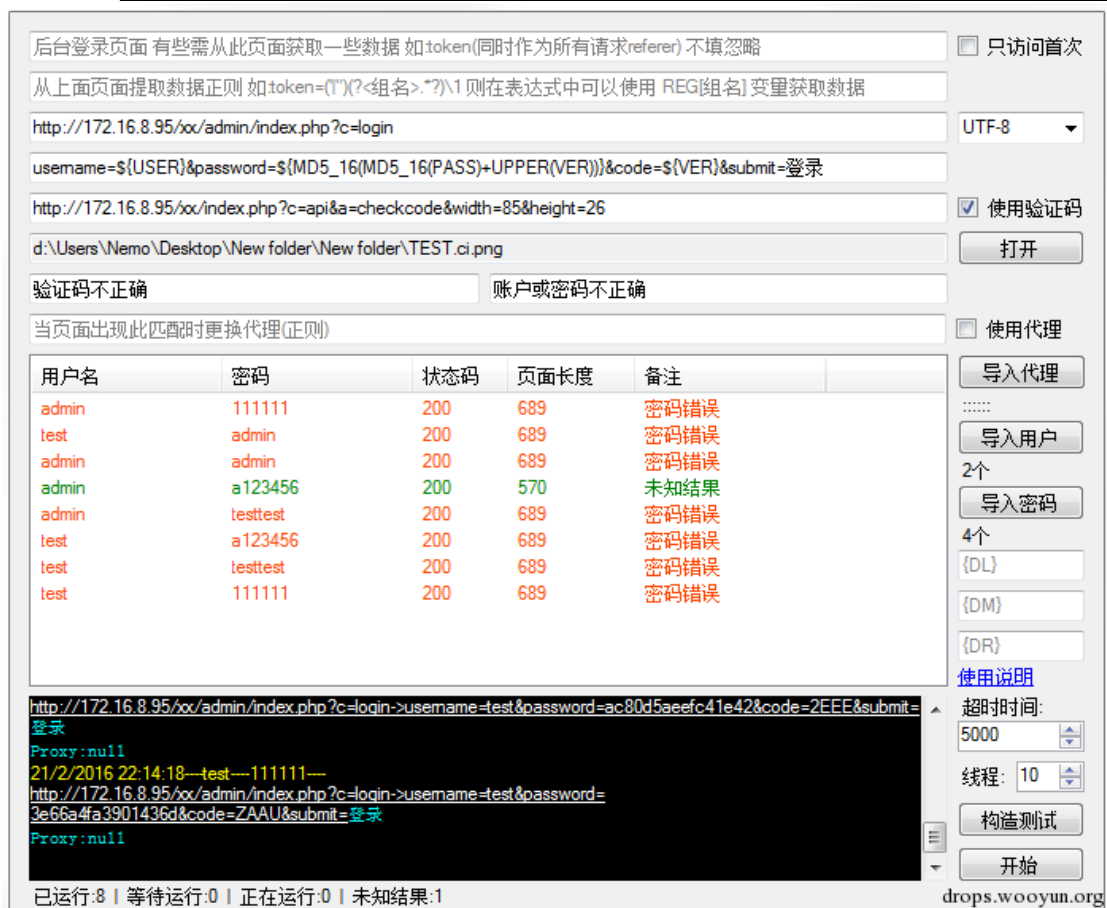 后台登录页面 有些需从此页面获取一些数据 如:token(同时作为所有请求referer) 不填忽略
只访问首次
从上面页面提取数据正则 如:token=('|")(?<组名>.*?)\1 则在表达式中可以使用 REG[组名] 变量获取数据
http://172.16.8.95/xx/admin/index.php?c=login
UTF-8
username=${USER}&password=${MD5_16(MD5_16(PASS)+UPPER(VER))}&code=${VER}&submit=登录
http://172.16.8.95/xx/index.php?c=api&a=checkcode&width=85&height=26
使用验证码
d:\Users\Nemo\Desktop\New folder\New folder\TEST.ci.png
打开
验证码不正确 账户或密码不正确
当页面出现此匹配时更换代理(正则)
使用代理
用户名 密码 状态码 页面长度 备注
admin 111111 200 689 密码错误
test admin 200 689 密码错误
admin admin 200 689 密码错误
admin a123456 200 570 未知结果
admin testtest 200 689 密码错误
test a123456 200 689 密码错误
test testtest 200 689 密码错误
test 111111 200 689 密码错误
导入代理
::::::
导入用户
2个
导入密码
4个
{DL}
{DM}
{DR}
使用说明
超时时间:
5000
线程: 10
构造测试
开始
http://172.16.8.95/xx/admin/index.php?c=login->username=test&password=ac80d5aeefc41e42&code=2EEE&submit=
登录
Proxy:null
21/2/2016 22:14:18---test----111111----
http://172.16.8.95/xx/admin/index.php?c=login->username=test&password=
3e66a4fa3901436d&code=ZAAU&submit=登录
Proxy:null
已运行:8 | 等待运行:0 | 正在运行:0 | 未知结果:1
drops.wooyun.org